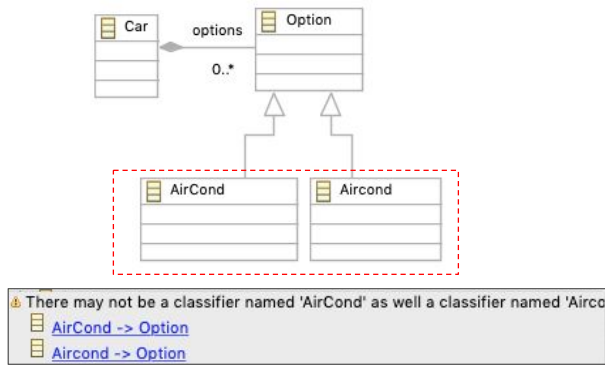 Car
options
Option
0..*
AirCond
Aircond
There may not be a classifier named 'AirCond' as well a classifier named 'Airco
AirCond -> Option
Aircond -> Option